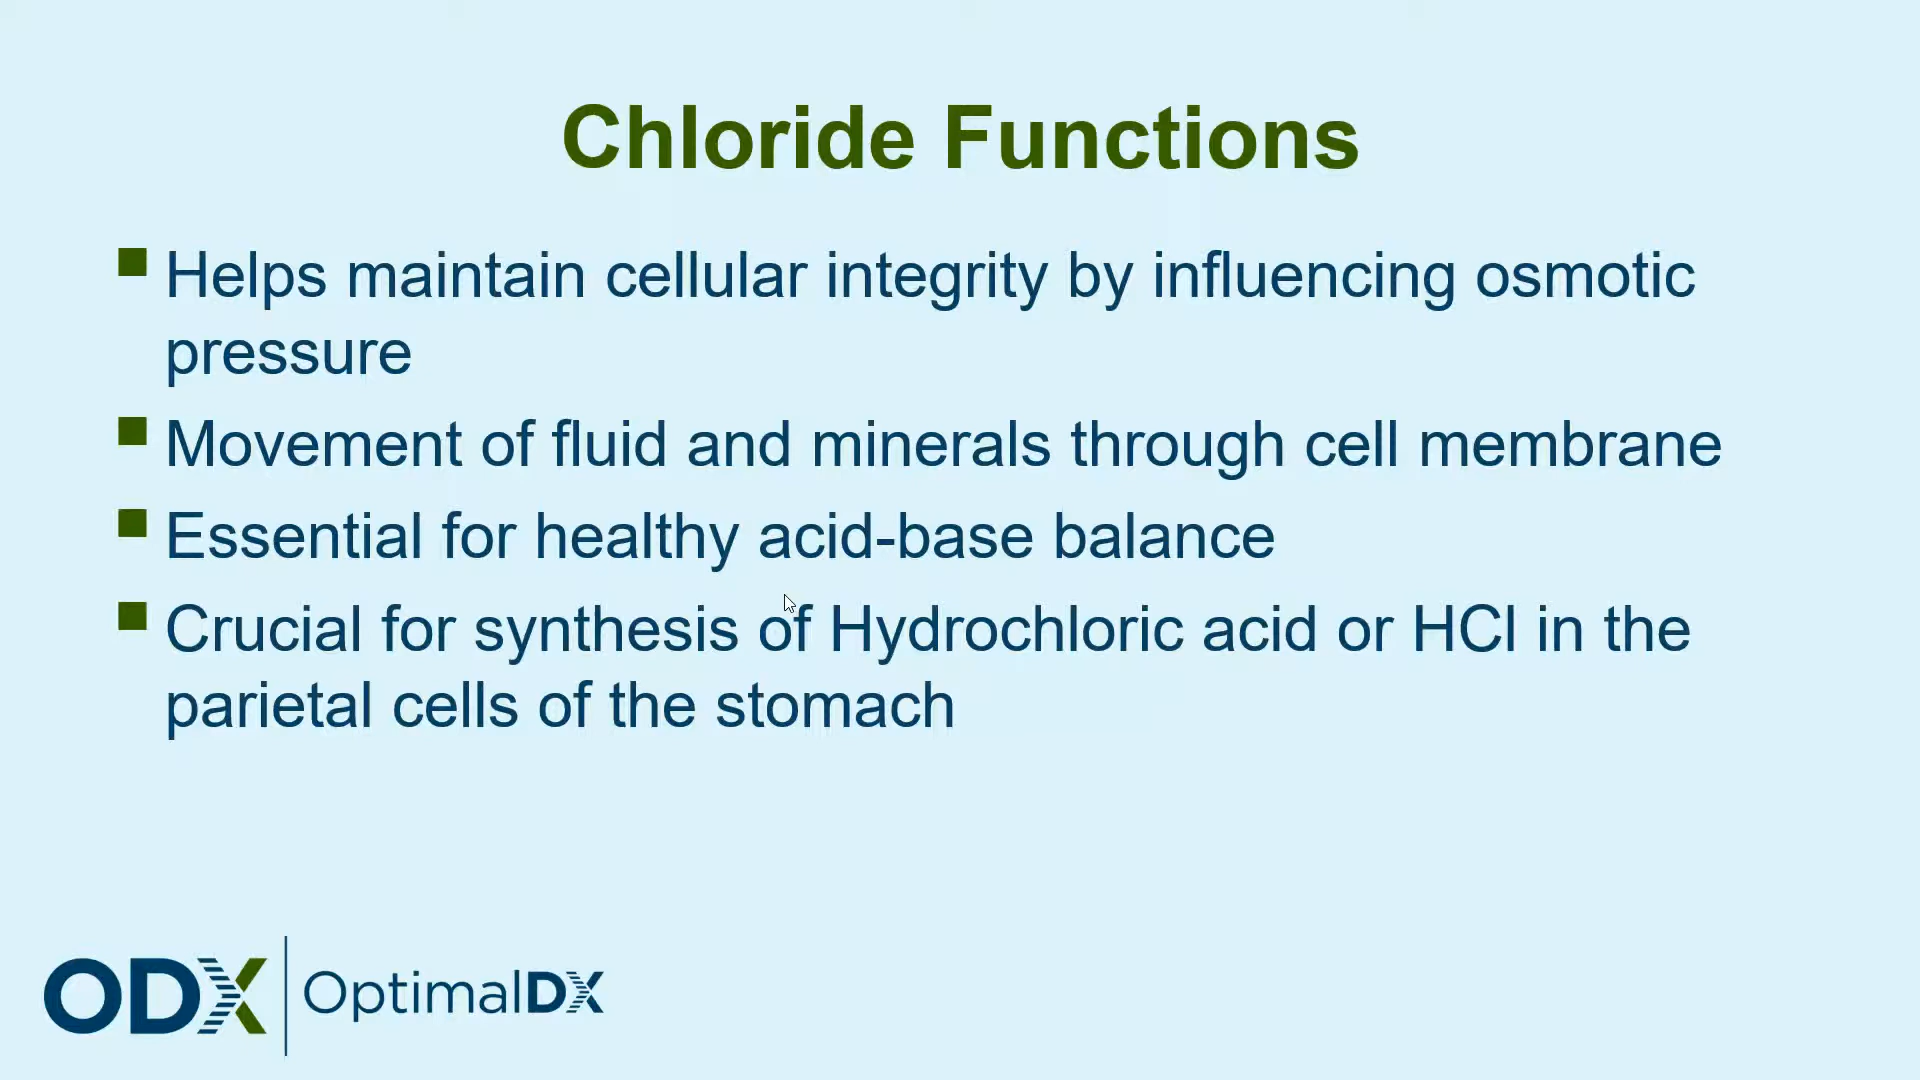 Chloride Functions
Helps maintain cellular integrity by influencing osmotic
pressure
Movement of fluid and minerals through cell membrane
Essential for healthy acid-base balance
Crucial for synthesis of Hydrochloric acid or HCl in the
parietal cells of the stomach
ODX OptimalDX